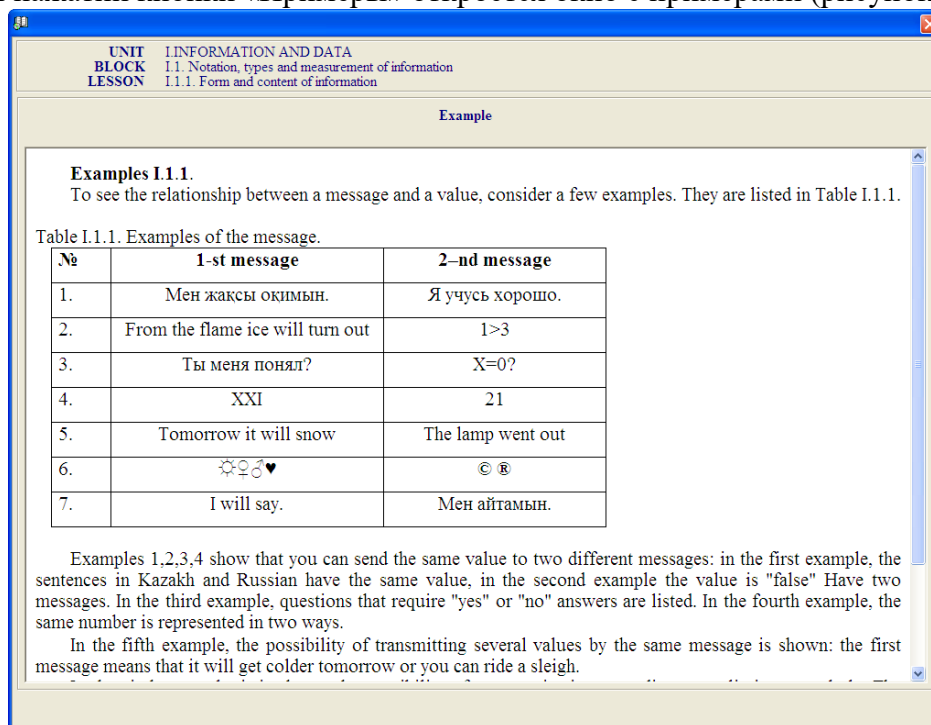 нажатии кнопки «Примеры» откроется окно с примерами (рисунок
UNIT I.INFORMATION AND DATA
BLOCK I.1. Notation, types and measurement of information
LESSON I.1.1. Form and content of information
Example
Examples I.1.1.
To see the relationship between a message and a value, consider a few examples. They are listed in Table I.1.1.
Table I.1.1. Examples of the message.
№ 1-st message 2–nd message
1. Мен жақсы оқимын. Я учусь хорошо.
2. From the flame ice will turn out 1>3
3. Ты меня понял? X=0?
4. XXI 21
5. Tomorrow it will snow The lamp went out
6. ☼♀♂♥ © ®
7. I will say. Мен айтамын.
Examples 1,2,3,4 show that you can send the same value to two different messages: in the first example, the
sentences in Kazakh and Russian have the same value, in the second example the value is "false" Have two
messages. In the third example, questions that require "yes" or "no" answers are listed. In the fourth example, the
same number is represented in two ways.
In the fifth example, the possibility of transmitting several values by the same message is shown: the first
message means that it will get colder tomorrow or you can ride a sleigh.